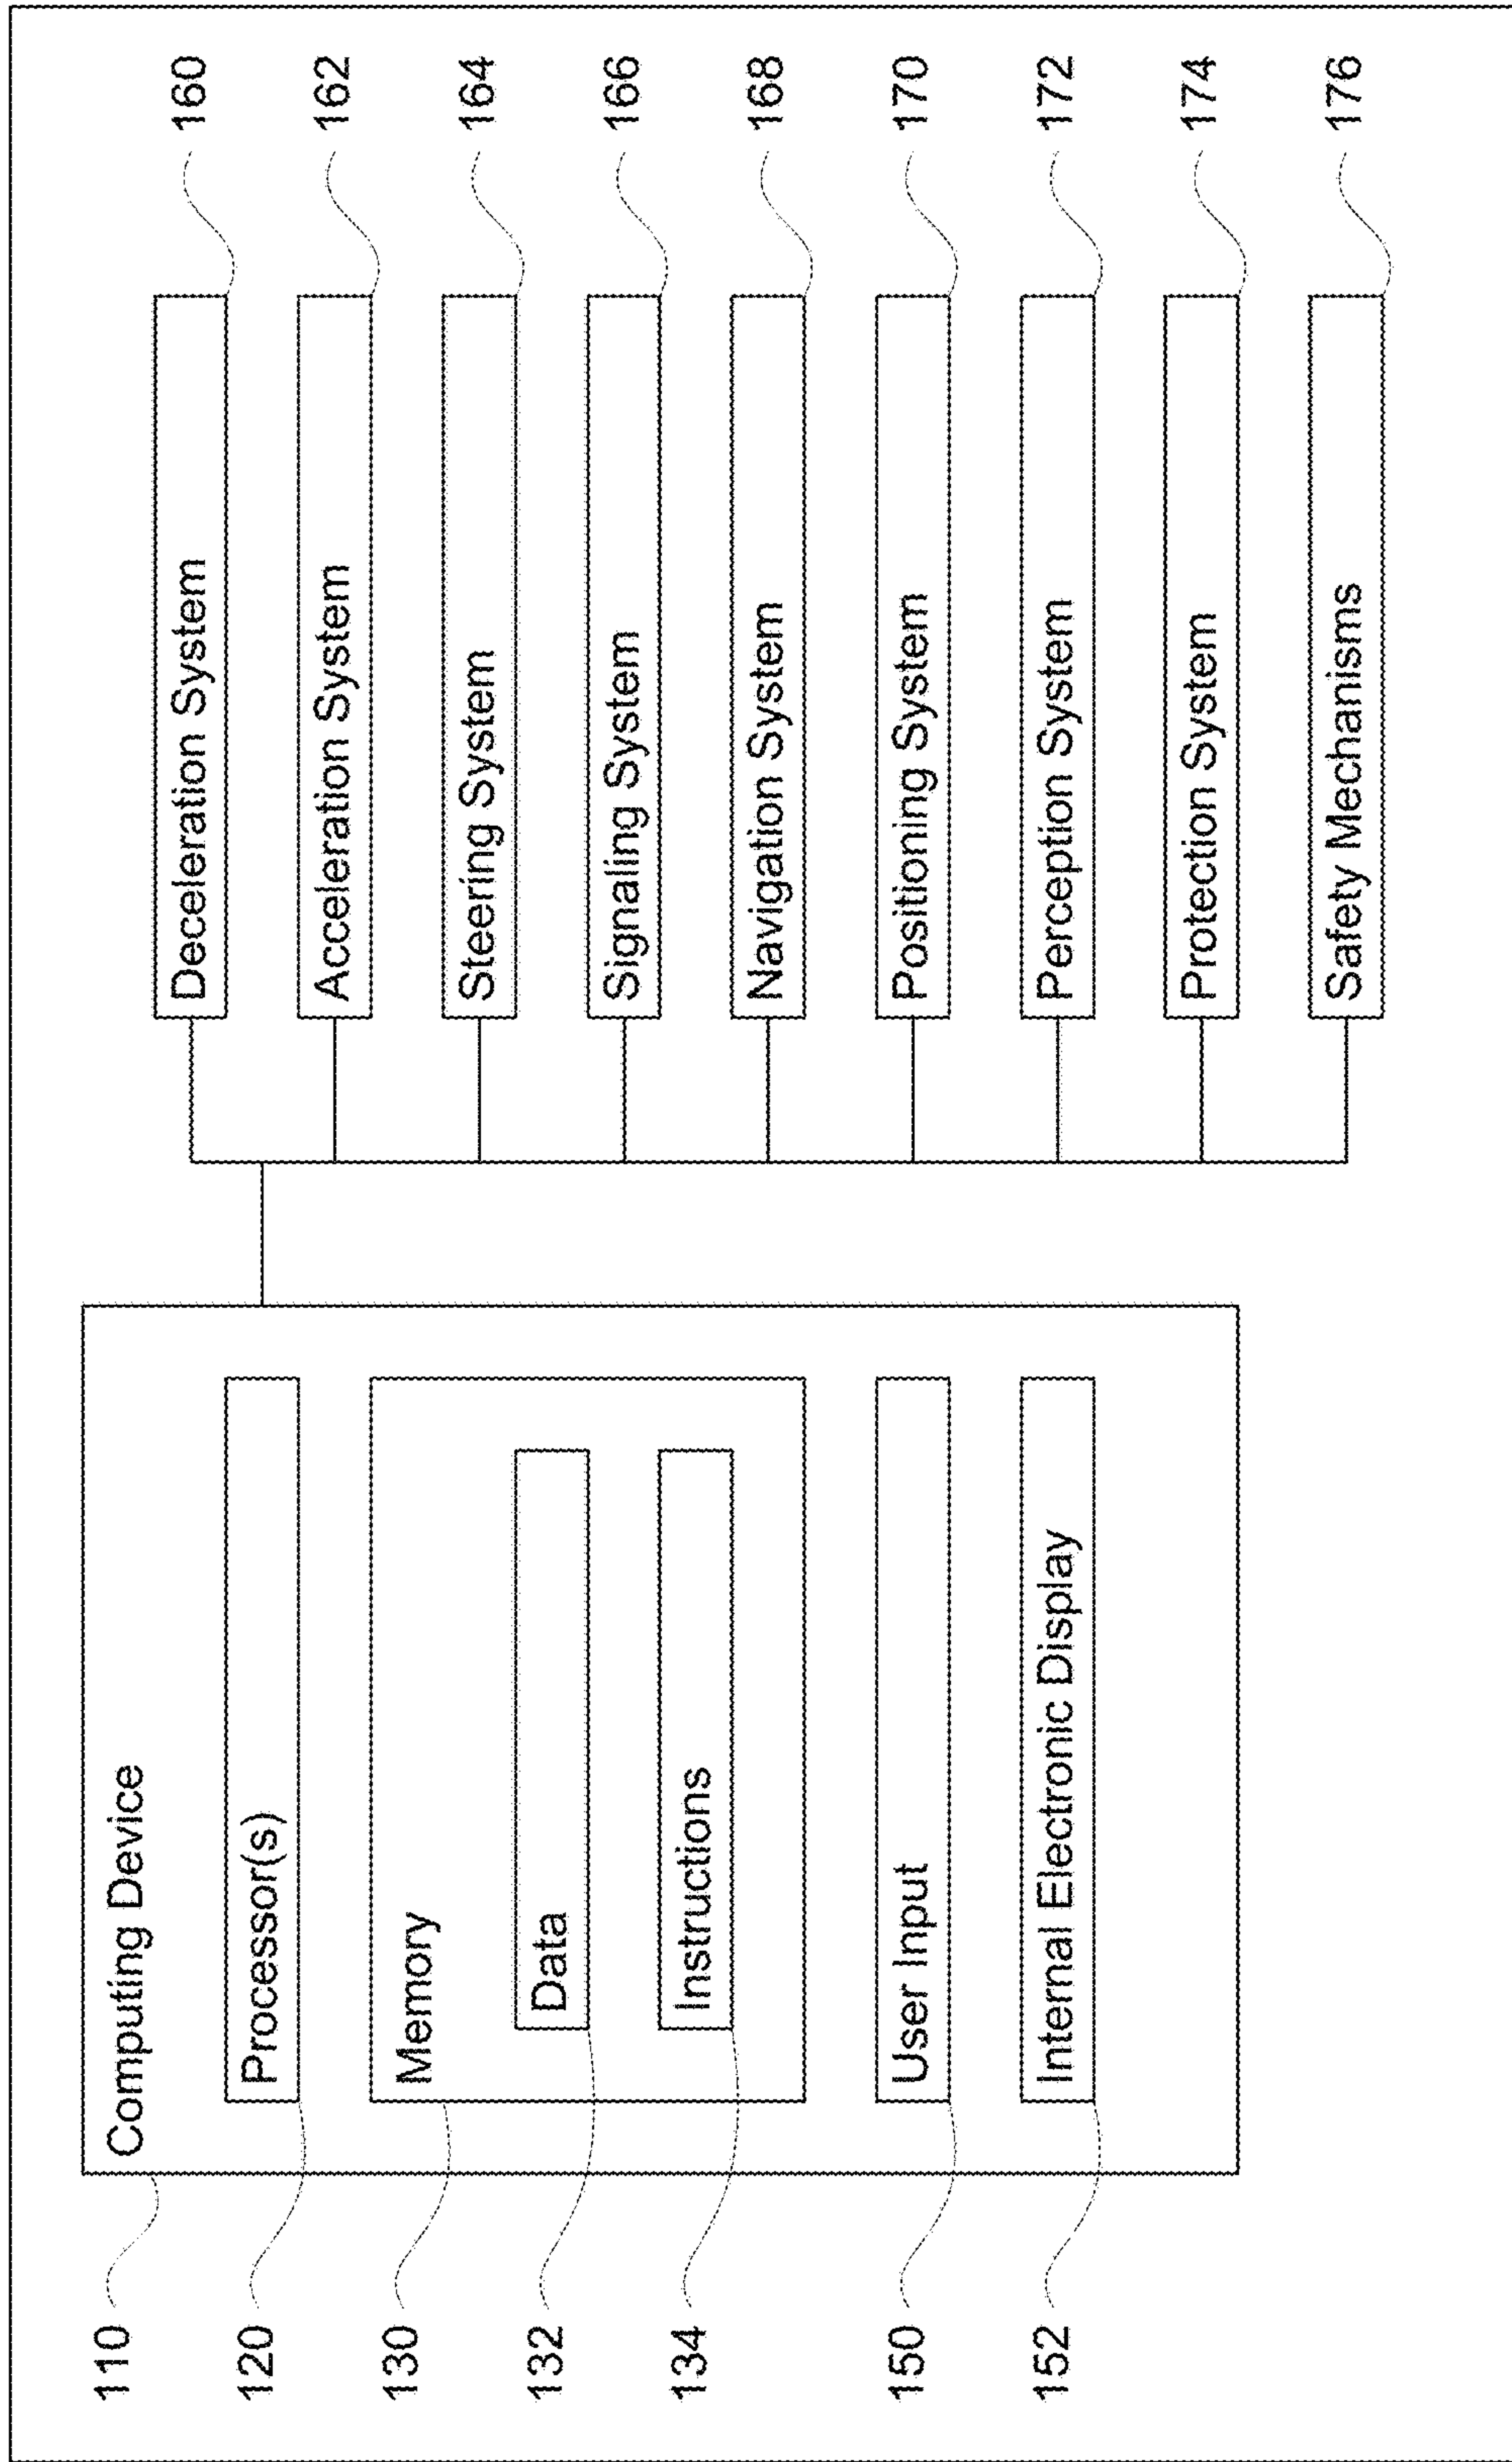 110
Computing Device
120
Processor(s)
130
Memory
132
Data
134
Instructions
150
User Input
152
Internal Electronic Display
Deceleration System
160
Acceleration System
162
Steering System
164
Signaling System
166
Navigation System
168
Positioning System
170
Perception System
172
Protection System
174
Safety Mechanisms
176